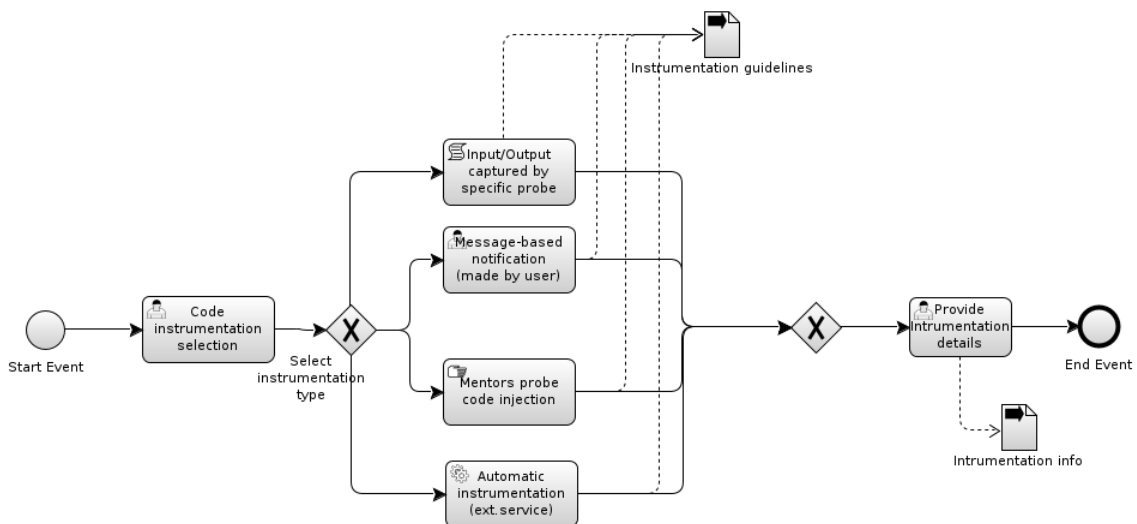 Instrumentation guidelines
Input/Output
captured by
specific probe
Message-based
notification
(made by user)
Start Event
Code
instrumentation
selection
Select
instrumentation
type
X
Mentors probe
code injection
Automatic
instrumentation
(ext.service)
X
Provide
Intrumentation
details
End Event
Intrumentation info